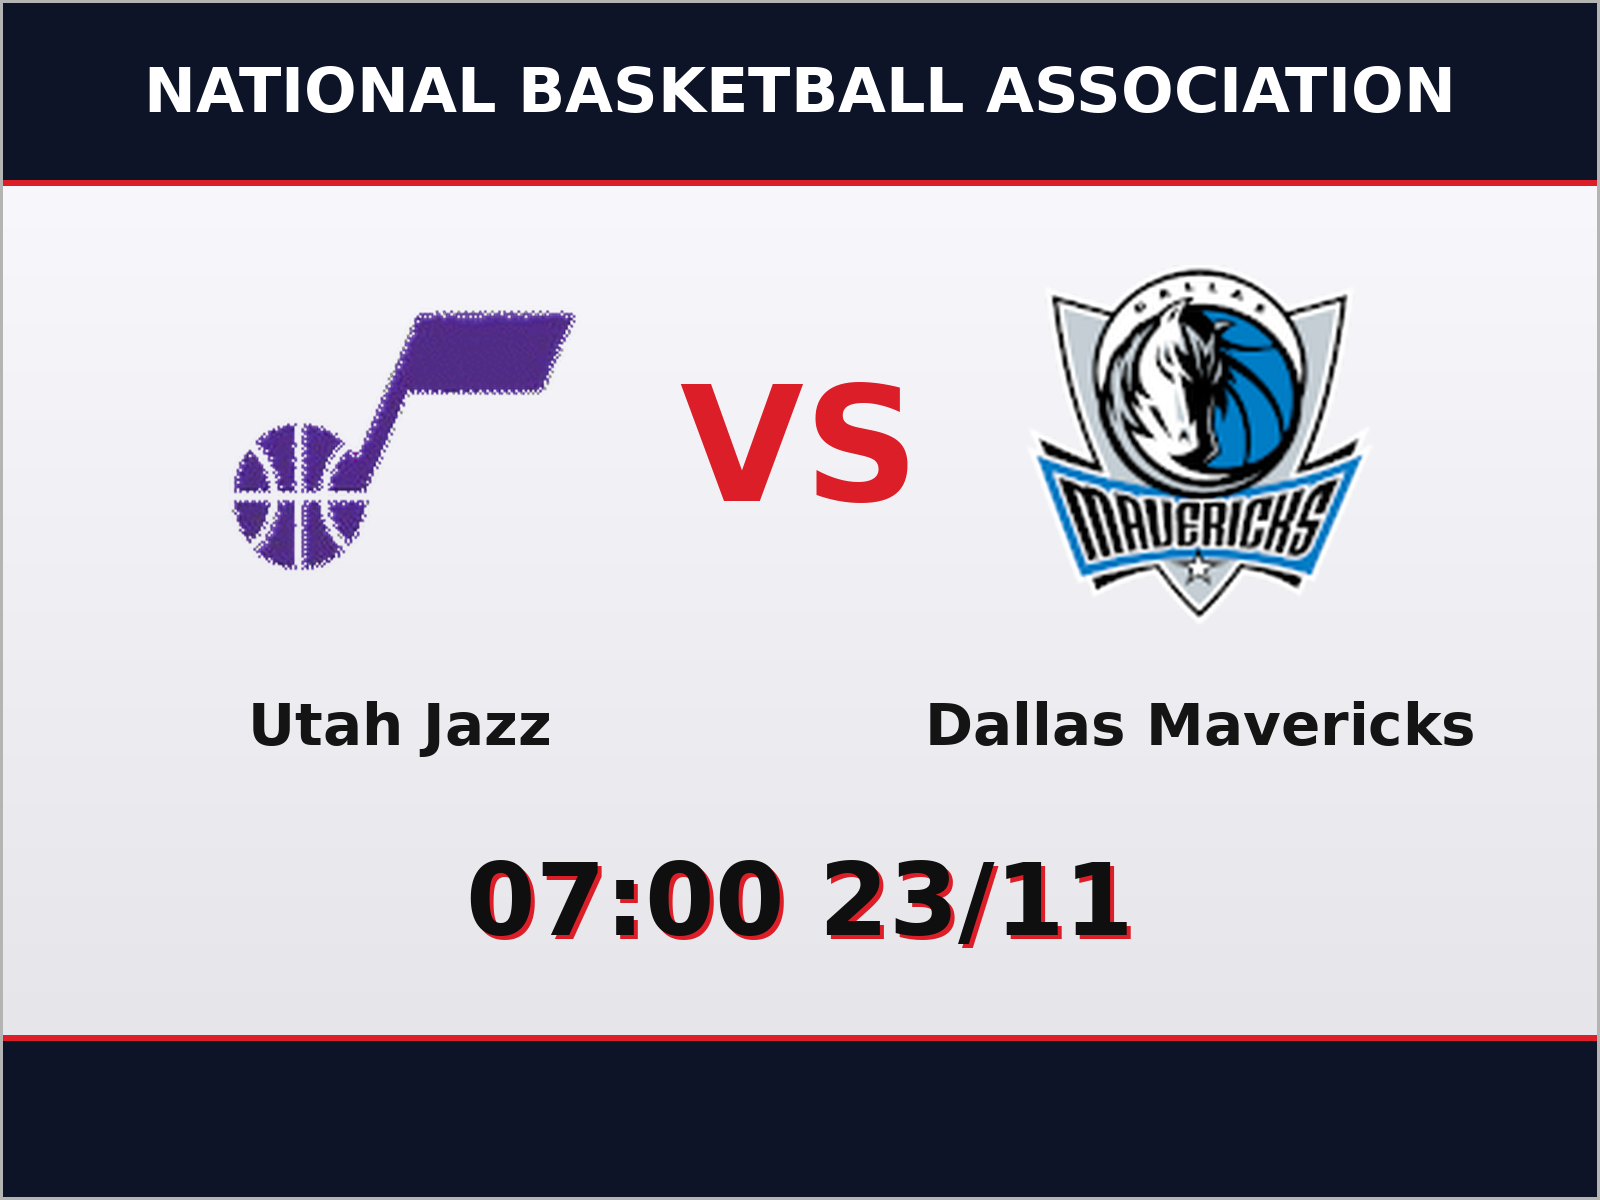 NATIONAL BASKETBALL ASSOCIATION
DALLAS
VS
MAVERICKS
Utah Jazz
Dallas Mavericks
07:00 23/11